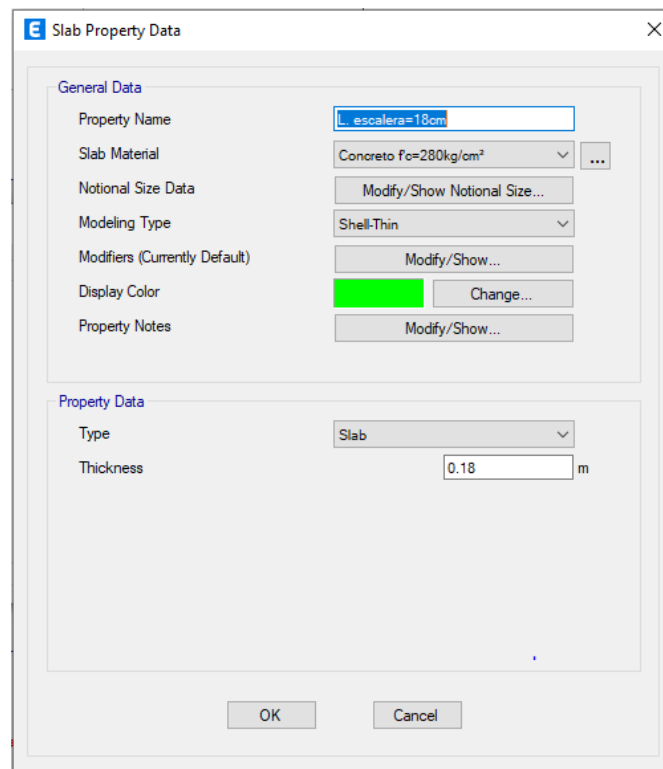 E Slab Property Data
General Data
Property Name L. escalera=18cm
Slab Material Concreto f'c=280kg/cm² ...
Notional Size Data Modify/Show Notional Size...
Modeling Type Shell-Thin
Modifiers (Currently Default) Modify/Show...
Display Color Change...
Property Notes Modify/Show...
Property Data
Type Slab
Thickness 0.18 m
OK Cancel